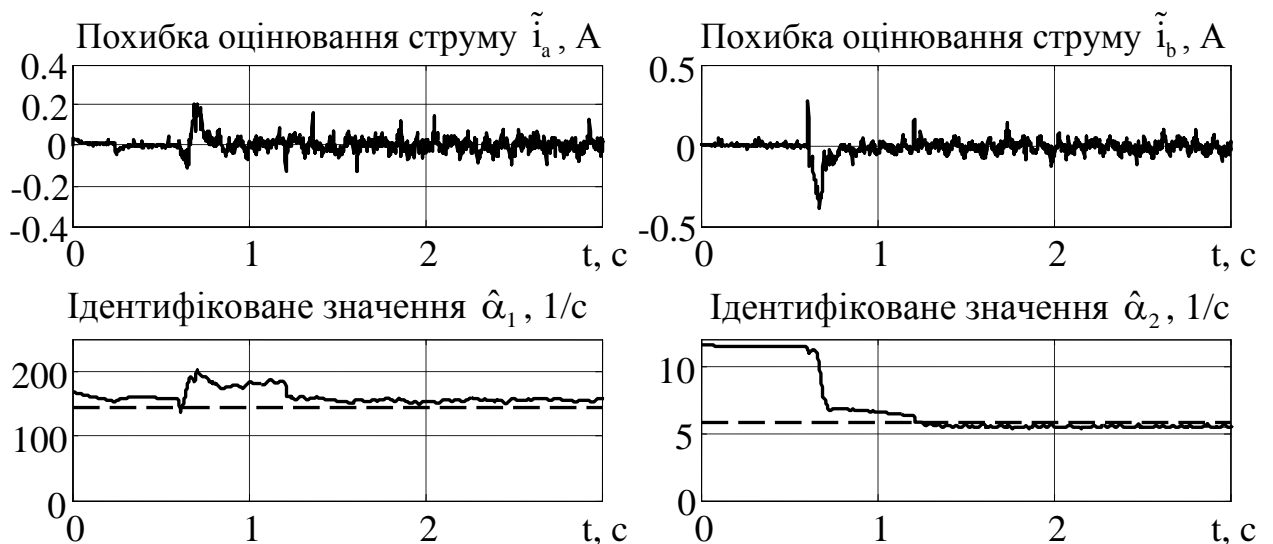 Похибка оцінювання струму ĩₐ, А
0.4
0.2
0
-0.2
-0.4
0 1 2 t, с
Похибка оцінювання струму ĩ_b, А
0.5
0
-0.5
0 1 2 t, с
Ідентифіковане значення α̂₁, 1/с
200
100
0
0 1 2 t, с
Ідентифіковане значення α̂₂, 1/с
10
5
0
0 1 2 t, с